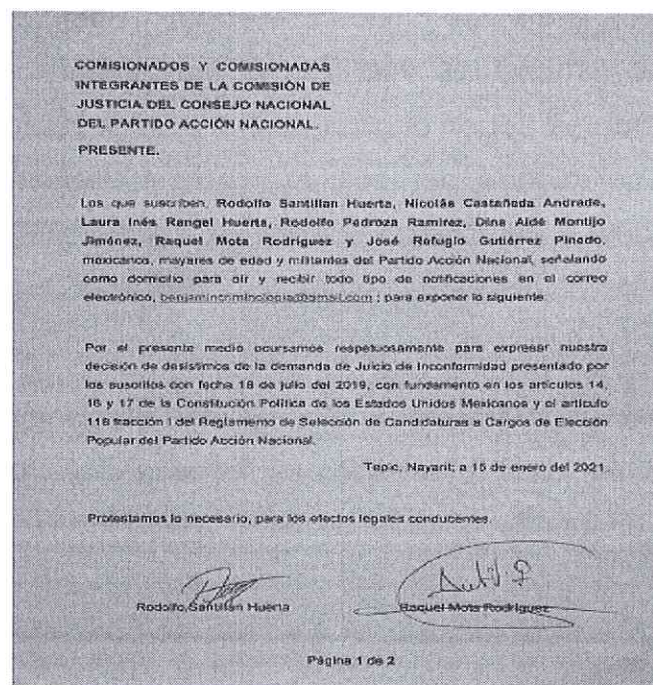 COMISIONADOS Y COMISIONADAS
INTEGRANTES DE LA COMISIÓN DE
JUSTICIA DEL CONSEJO NACIONAL
DEL PARTIDO ACCIÓN NACIONAL.
PRESENTE.
Los que suscriben, Rodolfo Santillan Huerta, Nicolás Castañeda Andrade,
Laura Inés Rangel Huerta, Rodolfo Pedroza Ramírez, Dina Aidé Montijo
Jiménez, Raquel Mota Rodríguez y José Refugio Gutiérrez Pinedo,
mexicanos, mayores de edad y militantes del Partido Acción Nacional, señalando
como domicilio para oír y recibir todo tipo de notificaciones en el correo
electrónico, benjamincriminologia@gmail.com ; para exponer lo siguiente:
Por el presente medio ocursamos respetuosamente para expresar nuestra
decisión de desistirnos de la demanda de Juicio de Inconformidad presentado por
los suscritos con fecha 18 de julio del 2019, con fundamento en los artículos 14,
16 y 17 de la Constitución Política de los Estados Unidos Mexicanos y el artículo
118 fracción I del Reglamento de Selección de Candidaturas a Cargos de Elección
Popular del Partido Acción Nacional.
Tepic, Nayarit; a 15 de enero del 2021.
Protestamos lo necesario, para los efectos legales conducentes.
Rodolfo Santillán Huerta
Raquel Mota Rodríguez
Página 1 de 2